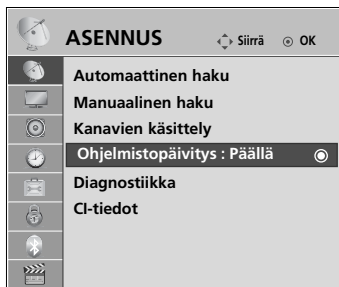 ASENNUS Siirrä OK
Automaattinen haku
Manuaalinen haku
Kanavien käsittely
Ohjelmistopäivitys : Päällä
Diagnostiikka
CI-tiedot